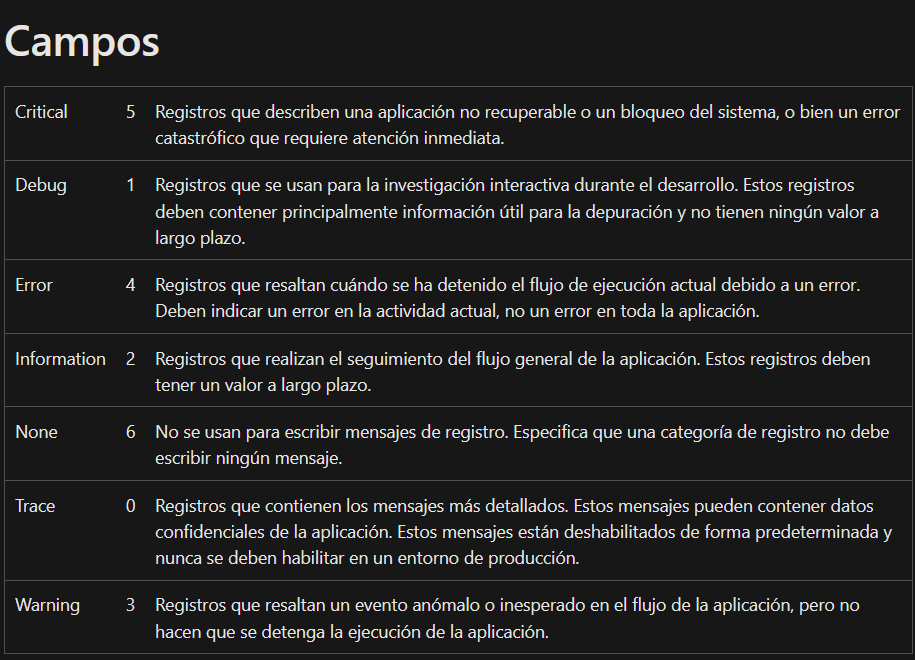 Campos
Critical 5 Registros que describen una aplicación no recuperable o un bloqueo del sistema, o bien un error
catastrófico que requiere atención inmediata.
Debug 1 Registros que se usan para la investigación interactiva durante el desarrollo. Estos registros
deben contener principalmente información útil para la depuración y no tienen ningún valor a
largo plazo.
Error 4 Registros que resaltan cuándo se ha detenido el flujo de ejecución actual debido a un error.
Deben indicar un error en la actividad actual, no un error en toda la aplicación.
Information 2 Registros que realizan el seguimiento del flujo general de la aplicación. Estos registros deben
tener un valor a largo plazo.
None 6 No se usan para escribir mensajes de registro. Especifica que una categoría de registro no debe
escribir ningún mensaje.
Trace 0 Registros que contienen los mensajes más detallados. Estos mensajes pueden contener datos
confidenciales de la aplicación. Estos mensajes están deshabilitados de forma predeterminada y
nunca se deben habilitar en un entorno de producción.
Warning 3 Registros que resaltan un evento anómalo o inesperado en el flujo de la aplicación, pero no
hacen que se detenga la ejecución de la aplicación.